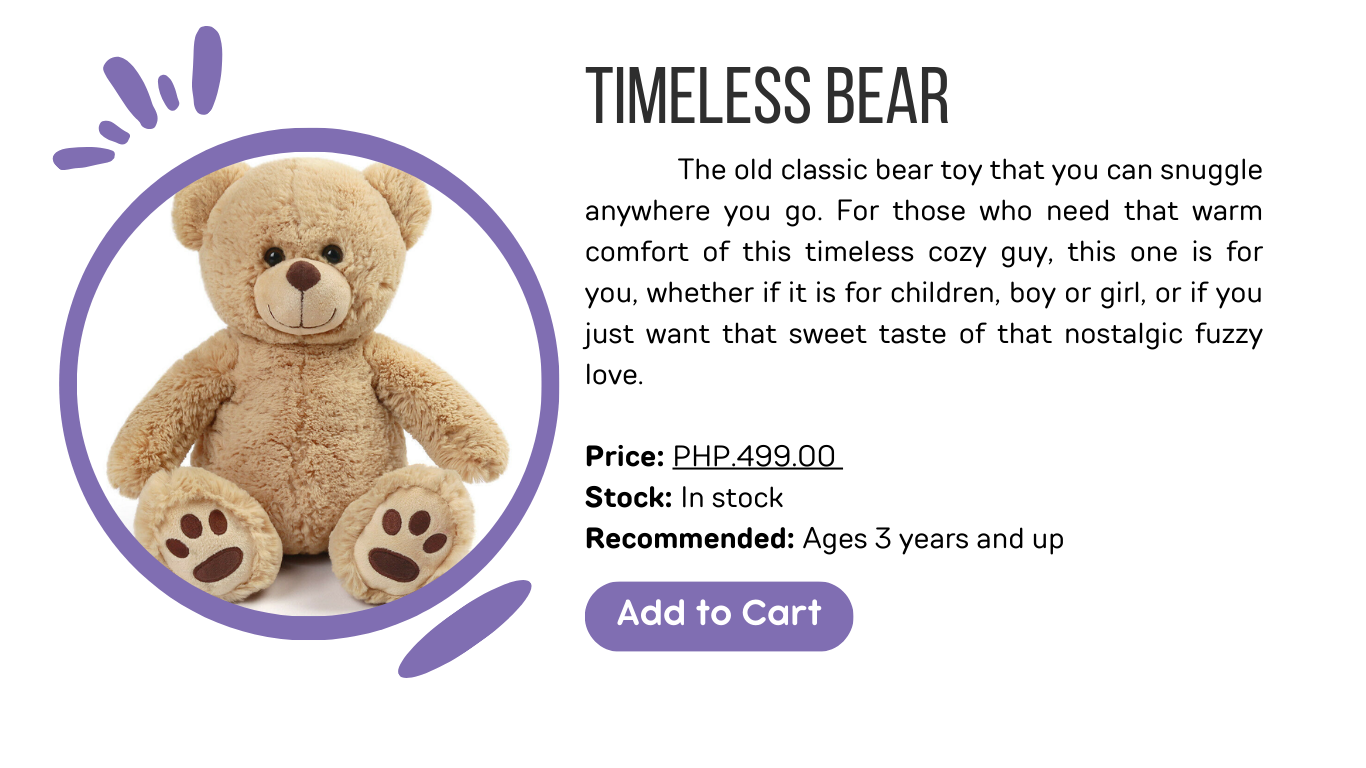 TIMELESS BEAR
The old classic bear toy that you can snuggle
anywhere you go. For those who need that warm
comfort of this timeless cozy guy, this one is for
you, whether if it is for children, boy or girl, or if you
just want that sweet taste of that nostalgic fuzzy
love.
Price: PHP.499.00
Stock: In stock
Recommended: Ages 3 years and up
Add to Cart